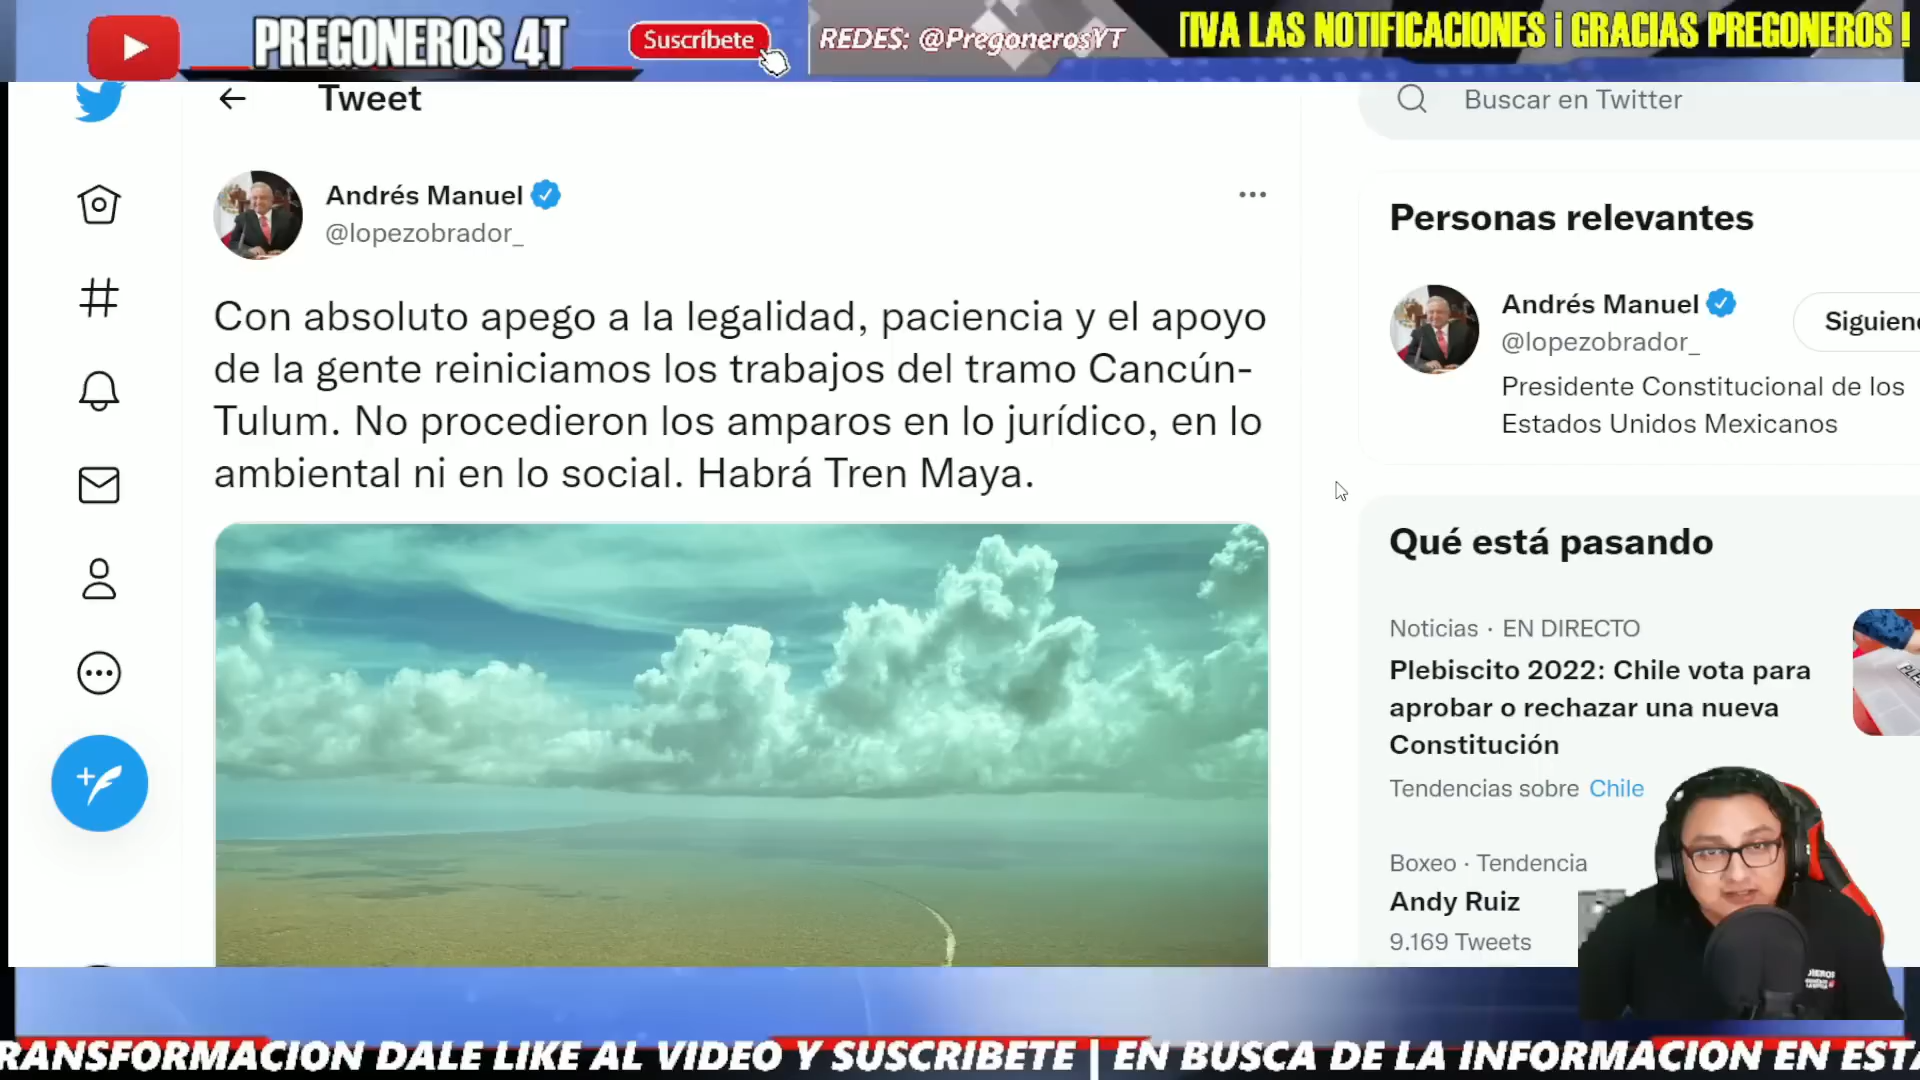 PREGONEROS 4T
Suscríbete
REDES: @PregonerosYT
IVA LAS NOTIFICACIONES ¡ GRACIAS PREGONEROS !
Tweet
Buscar en Twitter
Andrés Manuel
@lopezobrador_
Con absoluto apego a la legalidad, paciencia y el apoyo
de la gente reiniciamos los trabajos del tramo Cancún-
Tulum. No procedieron los amparos en lo jurídico, en lo
ambiental ni en lo social. Habrá Tren Maya.
Personas relevantes
Andrés Manuel
@lopezobrador_
Siguiend
Presidente Constitucional de los
Estados Unidos Mexicanos
Qué está pasando
Noticias · EN DIRECTO
Plebiscito 2022: Chile vota para
aprobar o rechazar una nueva
Constitución
Tendencias sobre Chile
Boxeo · Tendencia
Andy Ruiz
9.169 Tweets
RANSFORMACION DALE LIKE AL VIDEO Y SUSCRIBETE | EN BUSCA DE LA INFORMACION EN ESTA